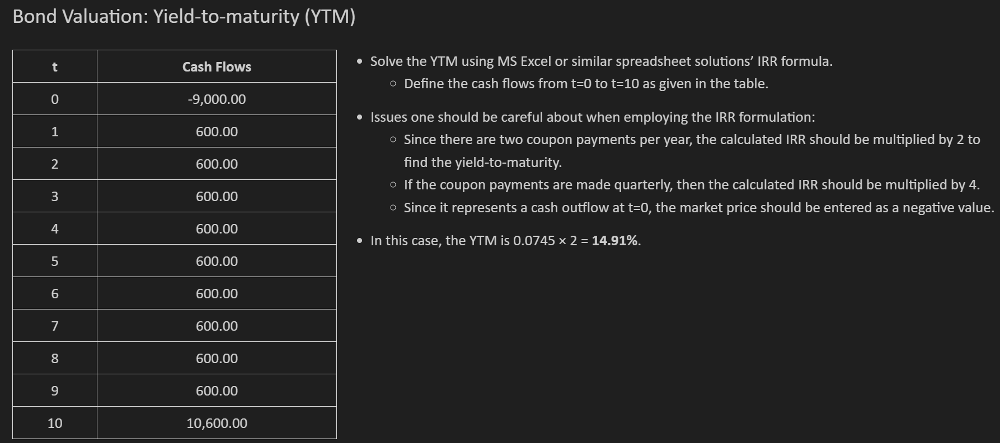 Bond Valuation: Yield-to-maturity (YTM)
t Cash Flows
0 -9,000.00
1 600.00
2 600.00
3 600.00
4 600.00
5 600.00
6 600.00
7 600.00
8 600.00
9 600.00
10 10,600.00
• Solve the YTM using MS Excel or similar spreadsheet solutions’ IRR formula.
○ Define the cash flows from t=0 to t=10 as given in the table.
• Issues one should be careful about when employing the IRR formulation:
○ Since there are two coupon payments per year, the calculated IRR should be multiplied by 2 to
find the yield-to-maturity.
○ If the coupon payments are made quarterly, then the calculated IRR should be multiplied by 4.
○ Since it represents a cash outflow at t=0, the market price should be entered as a negative value.
• In this case, the YTM is 0.0745 × 2 = 14.91%.